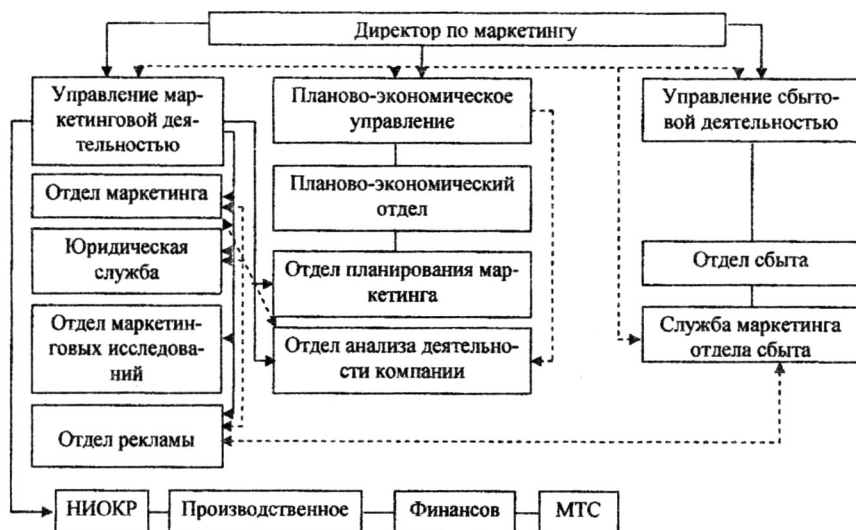 Директор по маркетингу
Управление мар-
кетинговой дея-
тельностью
Планово-экономическое
управление
Управление сбыто-
вой деятельностью
Отдел маркетинга
Планово-экономический
отдел
Юридическая
служба
Отдел планирования мар-
кетинга
Отдел сбыта
Отдел маркетин-
говых исследова-
ний
Отдел анализа деятельно-
сти компании
Служба маркетинга
отдела сбыта
Отдел рекламы
НИОКР
Производственное
Финансов
МТС